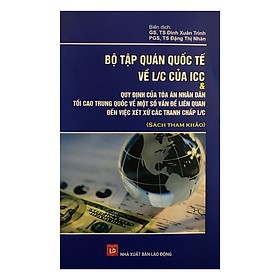 Biên dịch:
GS, TS Đinh Xuân Trình
PGS, TS Đặng Thị Nhàn
BỘ TẬP QUÁN QUỐC TẾ
VỀ L/C CỦA ICC
&
QUY ĐỊNH CỦA TÒA ÁN NHÂN DÂN
TỐI CAO TRUNG QUỐC VỀ MỘT SỐ VẤN ĐỀ LIÊN QUAN
ĐẾN VIỆC XÉT XỬ CÁC TRANH CHẤP L/C
(SÁCH THAM KHẢO)
LĐ NHÀ XUẤT BẢN LAO ĐỘNG